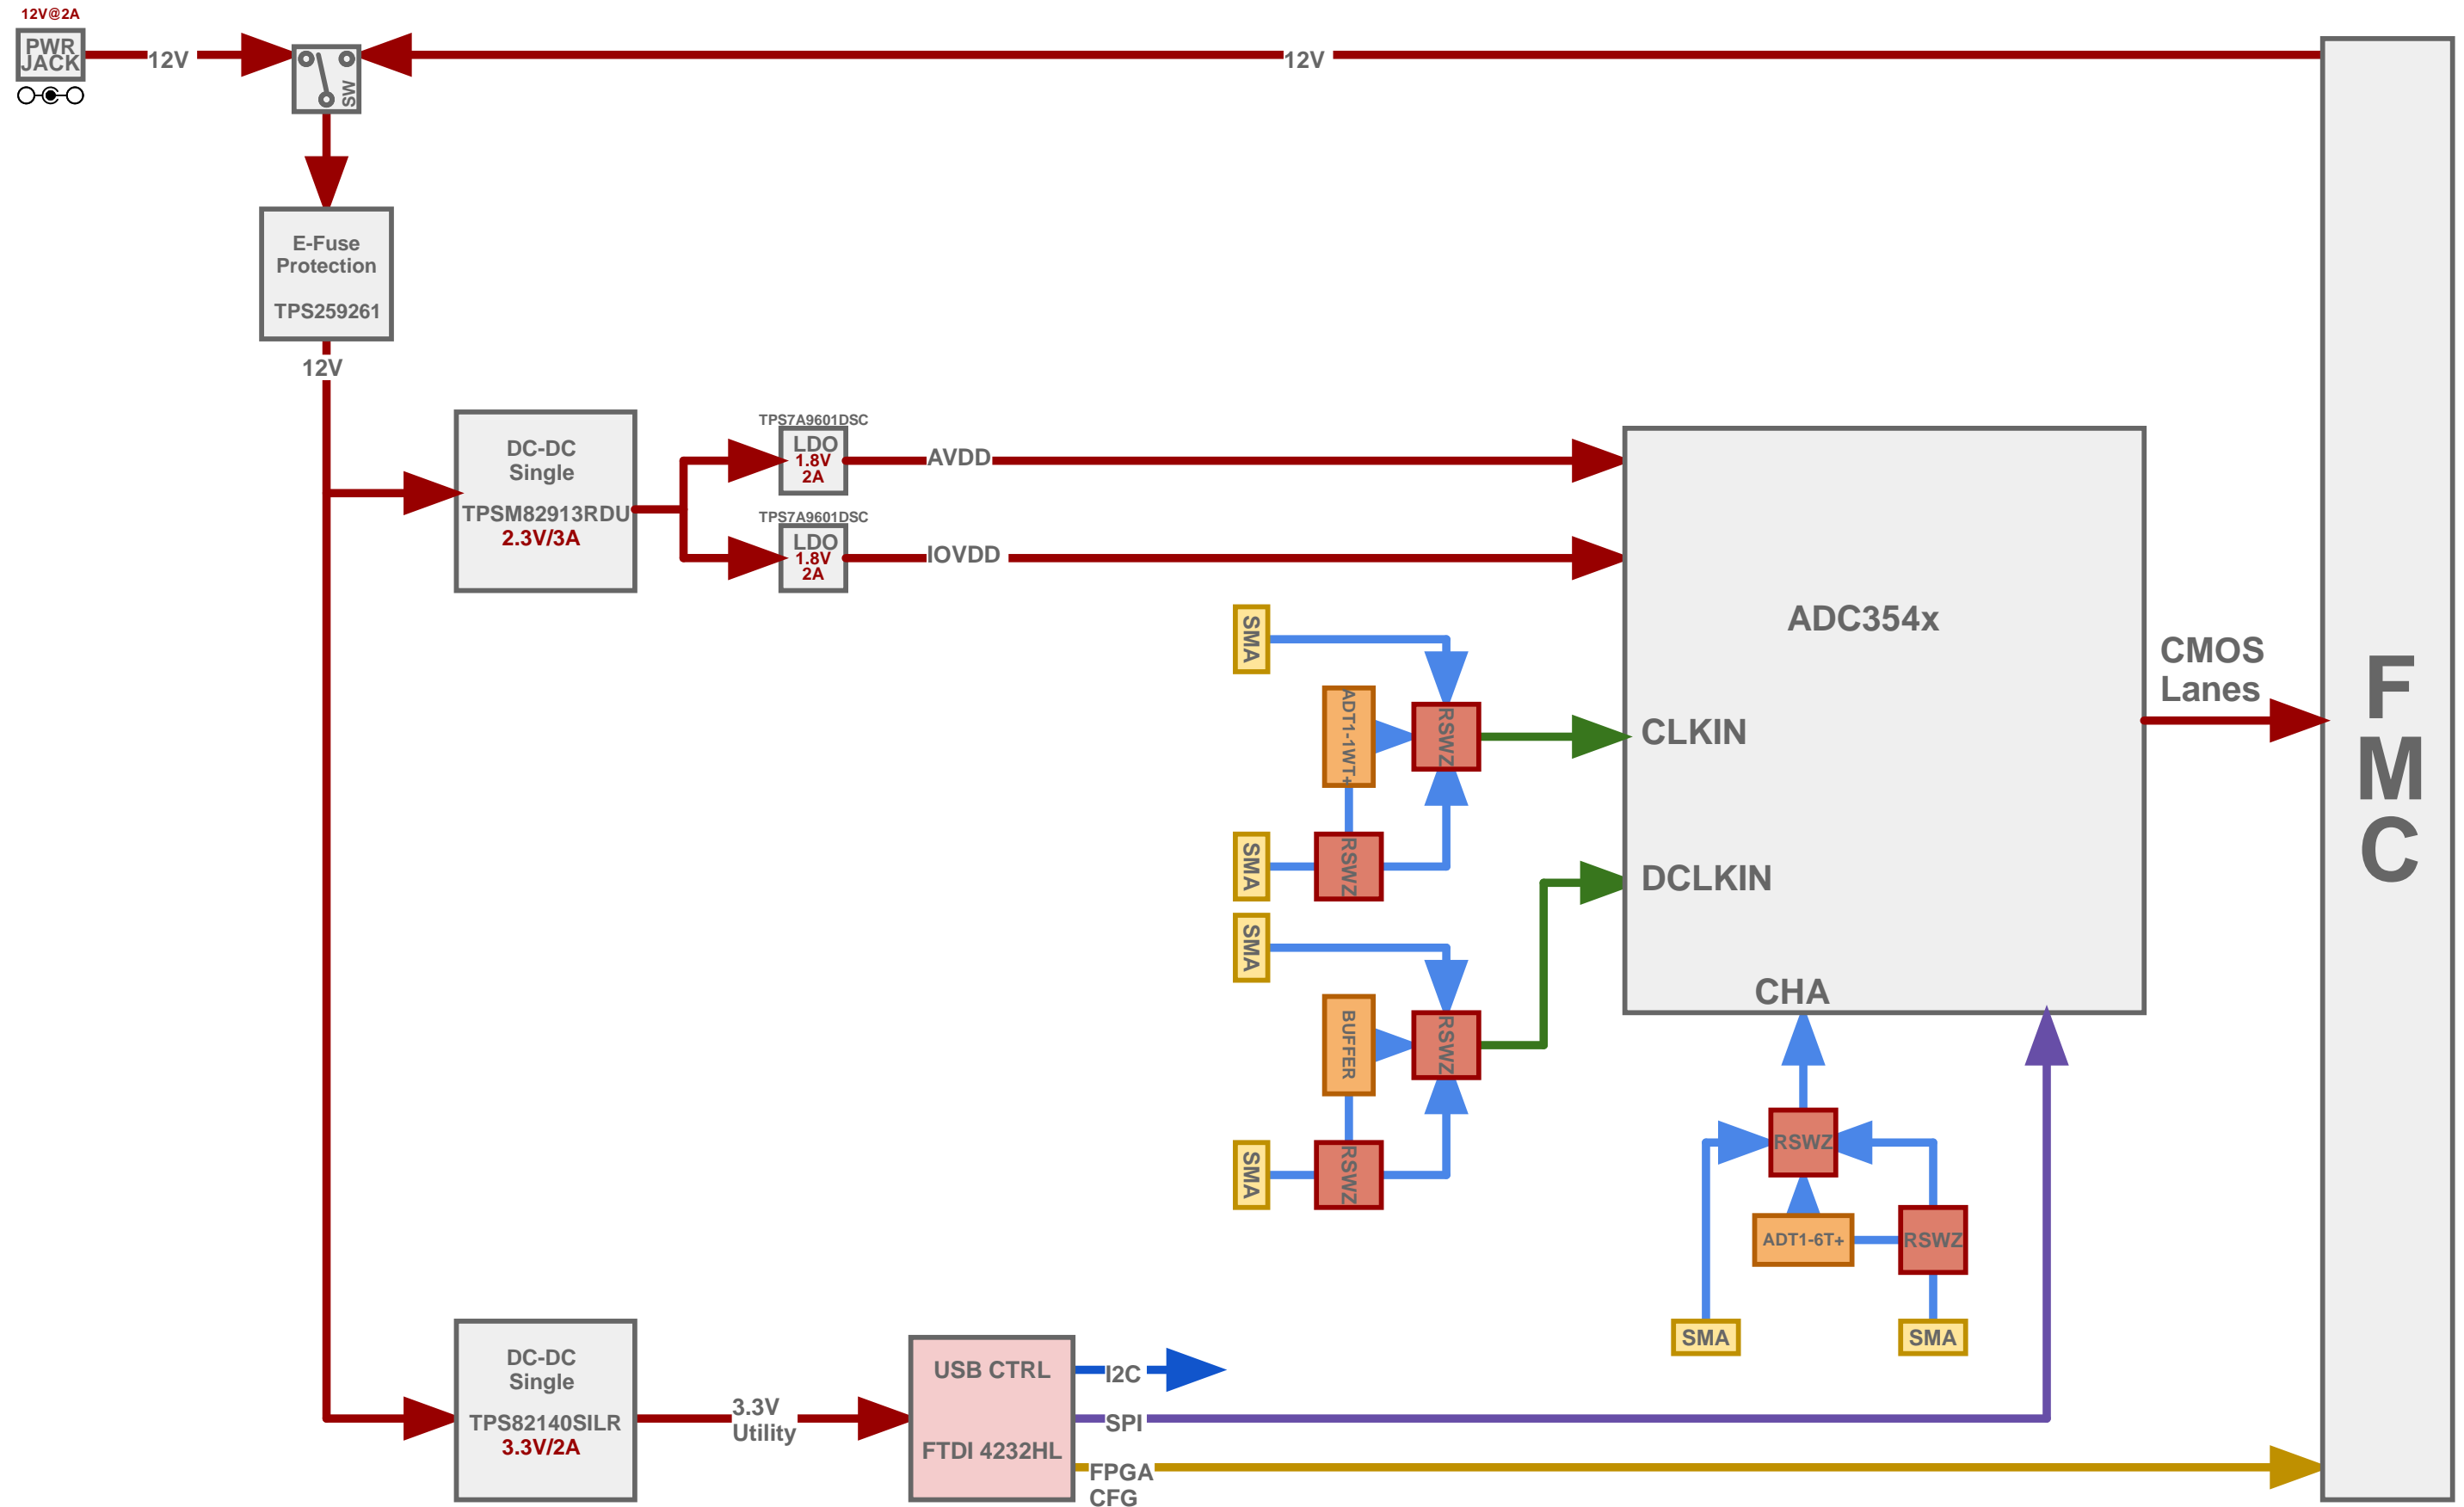 12V@2A
PWR
JACK
12V
SW
12V
E-Fuse
Protection
TPS259261
12V
DC-DC
Single
TPSM82913RDU
2.3V/3A
TPS7A9601DSC
LDO
1.8V
2A
AVDD
TPS7A9601DSC
LDO
1.8V
2A
IOVDD
ADC354x
CLKIN
DCLKIN
CHA
CMOS
Lanes
F
M
C
SMA
ADT1-1WT+
RSWZ
SMA
RSWZ
SMA
BUFFER
RSWZ
SMA
RSWZ
RSWZ
ADT1-6T+
RSWZ
SMA
SMA
DC-DC
Single
TPS82140SILR
3.3V/2A
3.3V
Utility
USB CTRL
FTDI 4232HL
I2C
SPI
FPGA
CFG